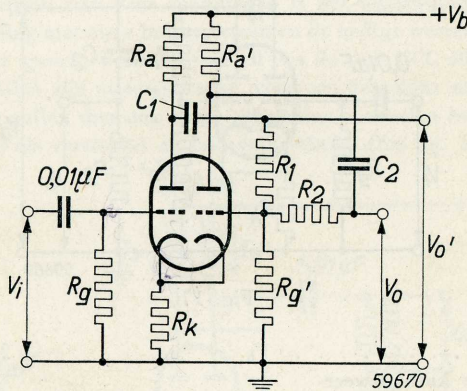 +Vb
Ra
Ra'
C1
R1
C2
0,01µF
R2
Vo'
Vi
Rg
Rk
Rg'
Vo
59670